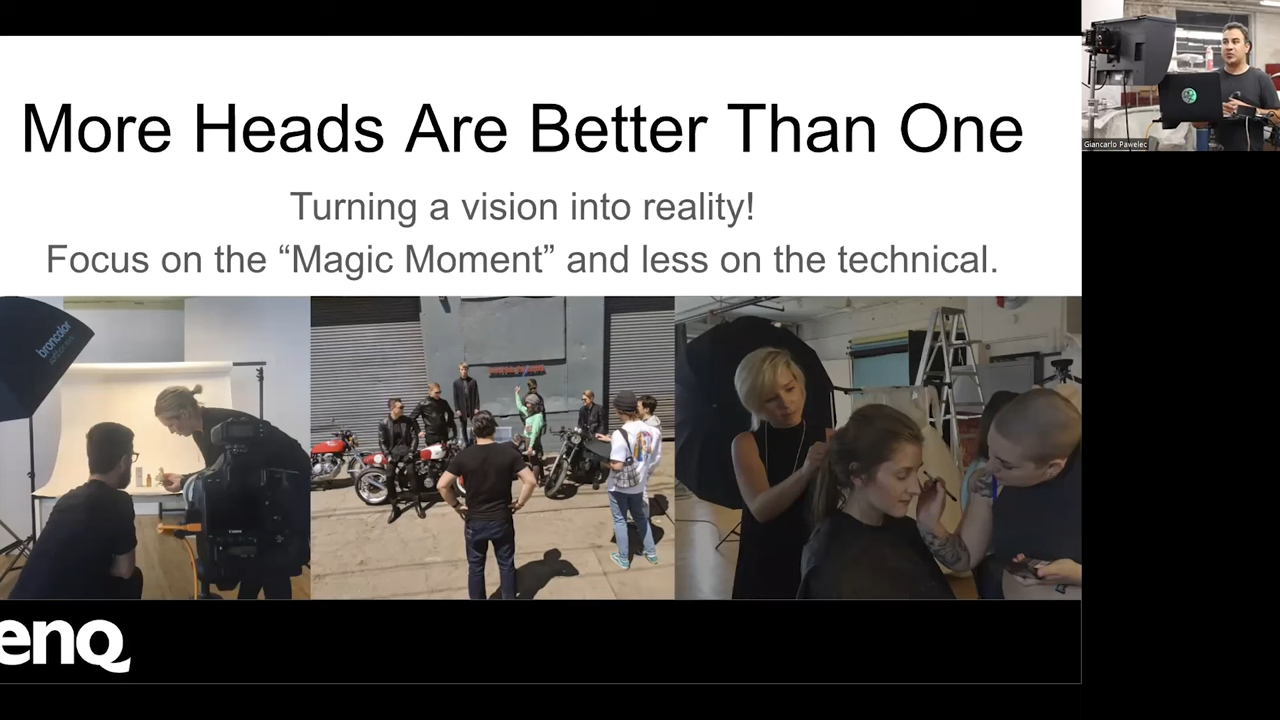 More Heads Are Better Than One
Turning a vision into reality!
Focus on the “Magic Moment” and less on the technical.
broncolor
Canon
enQ
Giancarlo Pawelec